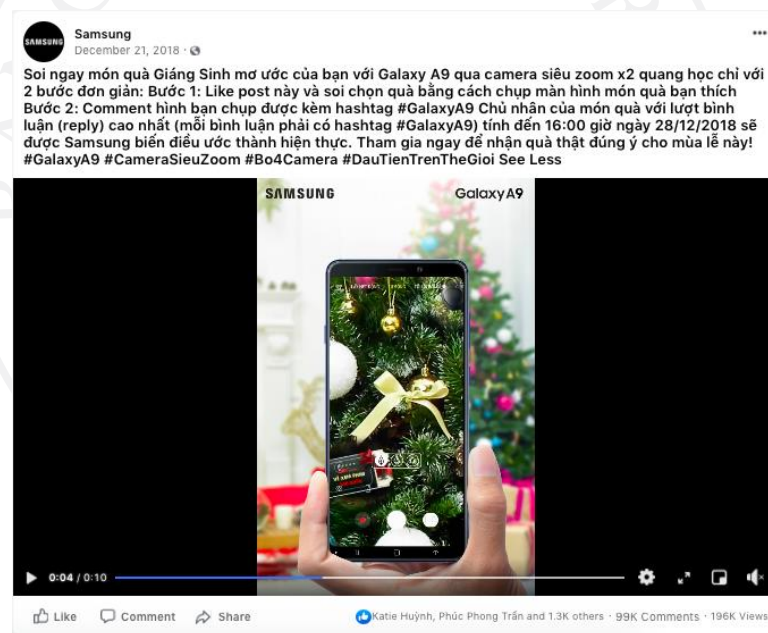 SAMSUNG
Samsung
December 21, 2018 ·
Soi ngay món quà Giáng Sinh mơ ước của bạn với Galaxy A9 qua camera siêu zoom x2 quang học chỉ với
2 bước đơn giản: Bước 1: Like post này và soi chọn quà bằng cách chụp màn hình món quà bạn thích
Bước 2: Comment hình bạn chụp được kèm hashtag #GalaxyA9 Chủ nhân của món quà với lượt bình
luận (reply) cao nhất (mỗi bình luận phải có hashtag #GalaxyA9) tính đến 16:00 giờ ngày 28/12/2018 sẽ
được Samsung biến điều ước thành hiện thực. Tham gia ngay để nhận quà thật đúng ý cho mùa lễ này!
#GalaxyA9 #CameraSieuZoom #Bo4Camera #DauTienTrenTheGioi See Less
SAMSUNG
Galaxy A9
0:04 / 0:10
Like Comment Share Katie Huỳnh, Phúc Phong Trần and 1.3K others · 99K Comments · 196K Views